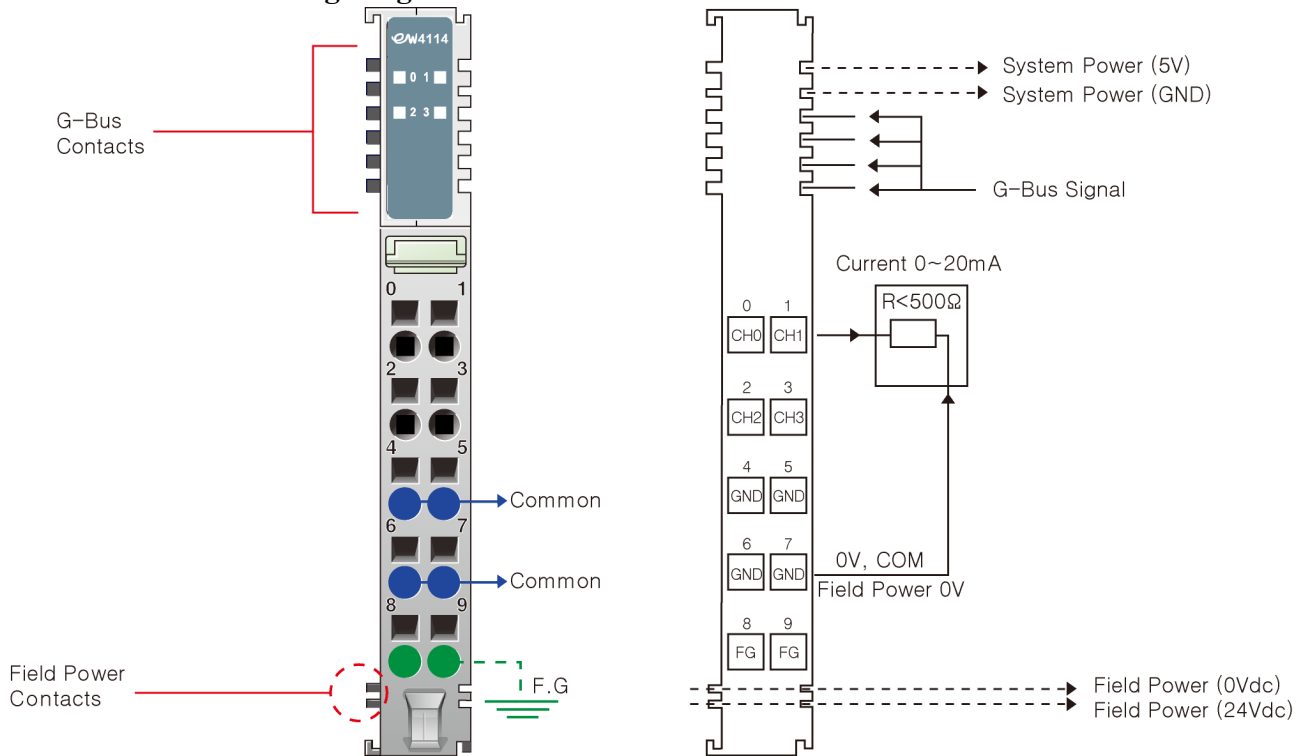 4114
0 1
2 3
G-Bus
Contacts
0 1
2 3
4 5
Common
6 7
Common
8 9
F.G
Field Power
Contacts
System Power (5V)
System Power (GND)
G-Bus Signal
Current 0~20mA
R<500Ω
0 1
CH0 CH1
2 3
CH2 CH3
4 5
GND GND
6 7
GND GND
0V, COM
Field Power 0V
8 9
FG FG
Field Power (0Vdc)
Field Power (24Vdc)